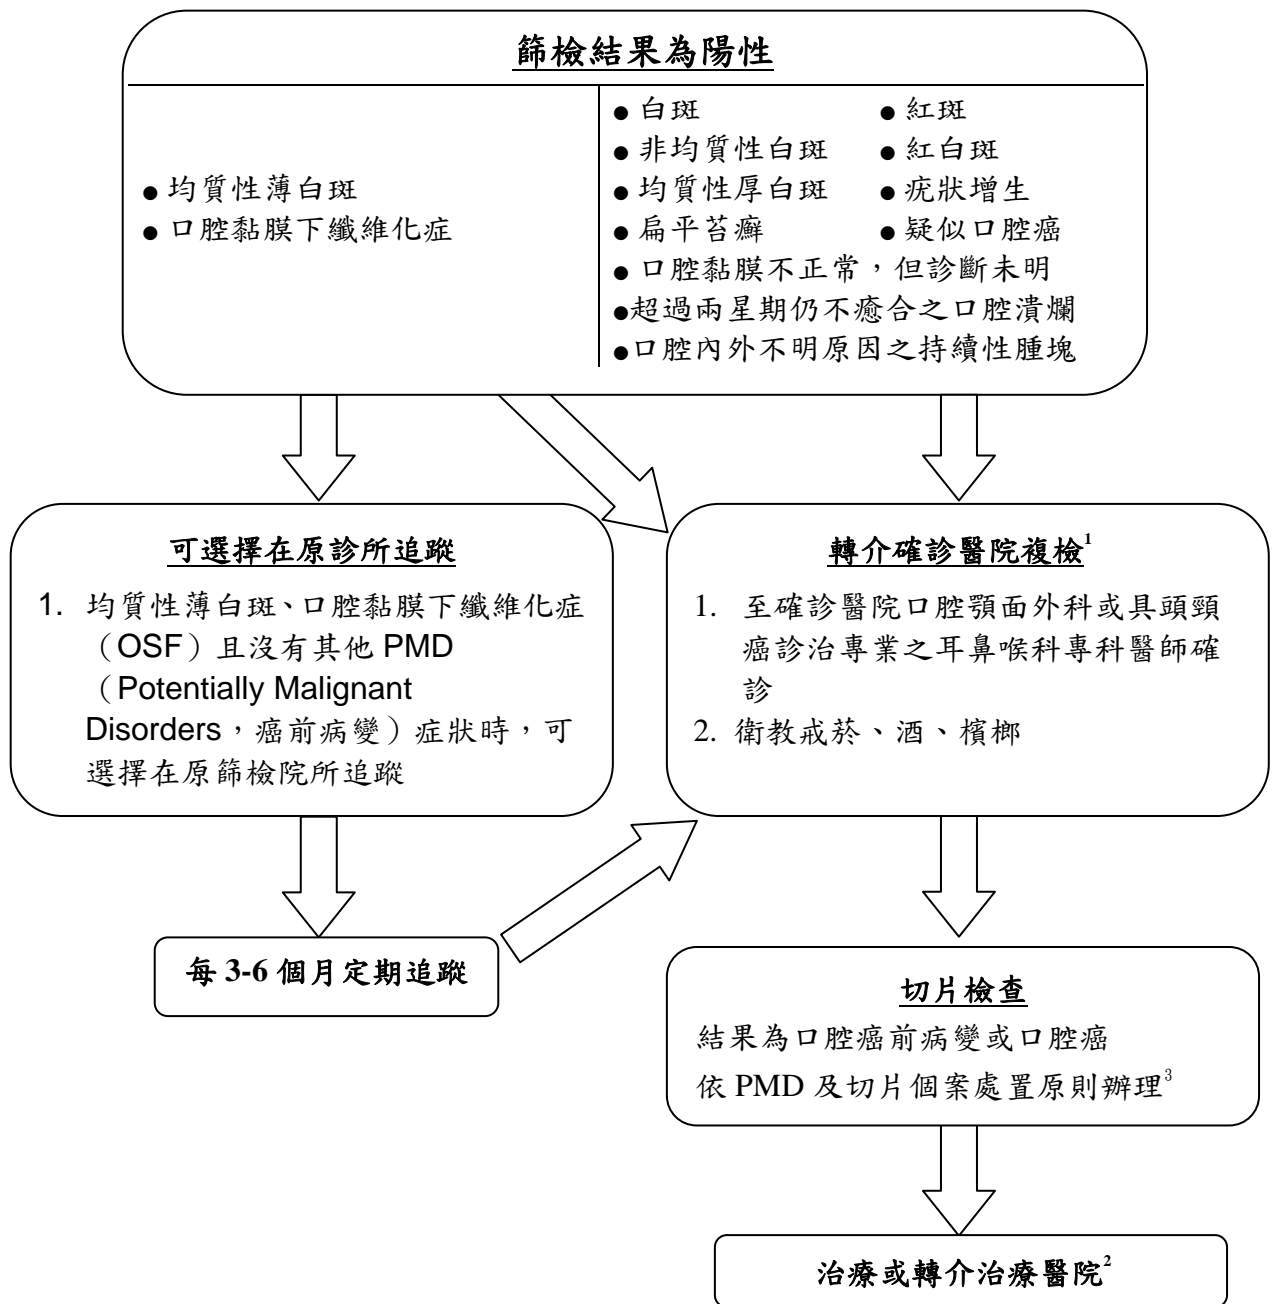 篩檢結果為陽性
● 均質性薄白斑
● 口腔黏膜下纖維化症
● 白斑 ● 紅斑
● 非均質性白斑 ● 紅白斑
● 均質性厚白斑 ● 疣狀增生
● 扁平苔癬 ● 疑似口腔癌
● 口腔黏膜不正常，但診斷未明
●超過兩星期仍不癒合之口腔潰爛
●口腔內外不明原因之持續性腫塊
可選擇在原診所追蹤
1. 均質性薄白斑、口腔黏膜下纖維化症
（OSF）且沒有其他 PMD
（Potentially Malignant
Disorders，癌前病變）症狀時，可
選擇在原篩檢院所追蹤
轉介確診醫院複檢1
1. 至確診醫院口腔顎面外科或具頭頸
癌診治專業之耳鼻喉科專科醫師確
診
2. 衛教戒菸、酒、檳榔
每 3-6 個月定期追蹤
切片檢查
結果為口腔癌前病變或口腔癌
依 PMD 及切片個案處置原則辦理3
治療或轉介治療醫院2